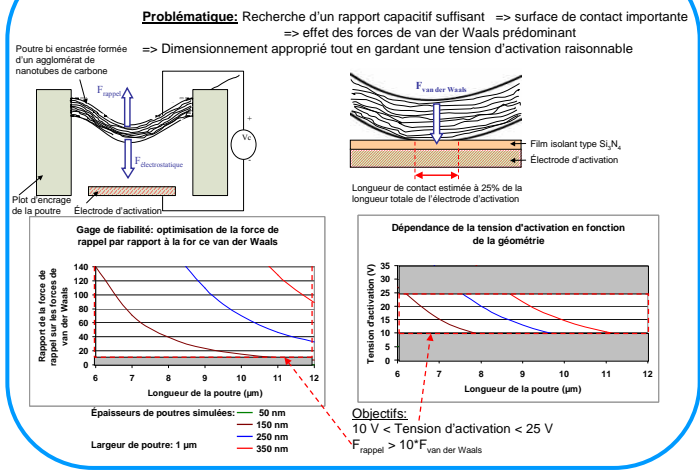 Problématique: Recherche d'un rapport capacitif suffisant => surface de contact importante
=> effet des forces de van der Waals prédominant
=> Dimensionnement approprié tout en gardant une tension d'activation raisonnable
Poutre bi encastrée formée
d'un agglomérat de
nanotubes de carbone
F rappel
F électrostatique
+
Vc
-
Plot d'encrage
de la poutre
Électrode d'activation
F van der Waals
Film isolant type Si3N4
Électrode d'activation
Longueur de contact estimée à 25% de la
longueur totale de l'électrode d'activation
Gage de fiabilité: optimisation de la force de
rappel par rapport à la for ce van der Waals
Rapport de la force de
rappel sur les forces de
van der Waals
140
120
100
80
60
40
20
0
6 7 8 9 10 11 12
Longueur de la poutre (µm)
Dépendance de la tension d'activation en fonction
de la géométrie
Tension d'activation (V)
35
30
25
20
15
10
5
0
6 7 8 9 10 11 12
Longueur de la poutre (µm)
Épaisseurs de poutres simulées:
50 nm
150 nm
250 nm
350 nm
Largeur de poutre: 1 µm
Objectifs:
10 V < Tension d'activation < 25 V
F rappel > 10*F van der Waals